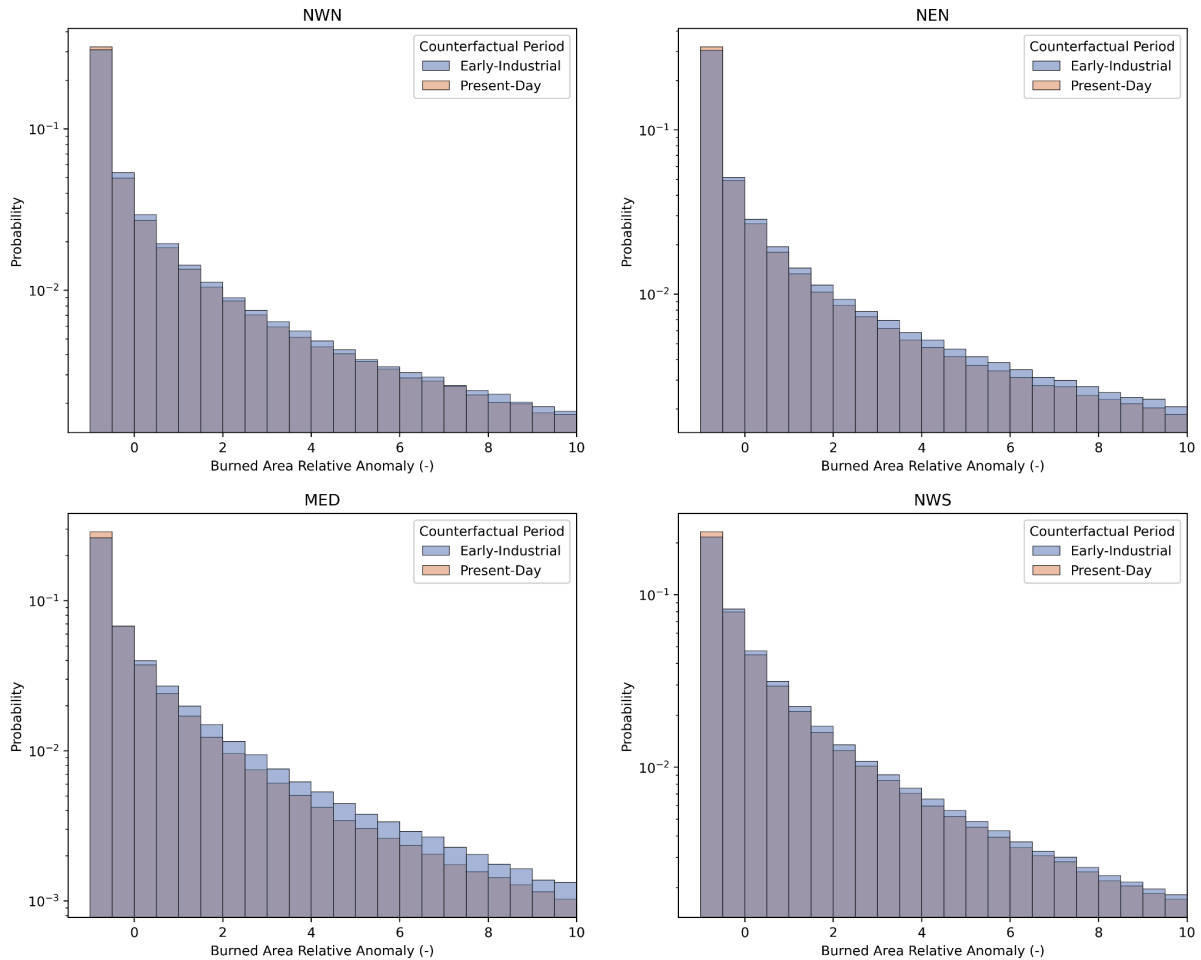 NWN
Counterfactual Period
Early-Industrial
Present-Day
10⁻¹
10⁻²
Probability
0 2 4 6 8 10
Burned Area Relative Anomaly (-)
NEN
Counterfactual Period
Early-Industrial
Present-Day
10⁻¹
10⁻²
Probability
0 2 4 6 8 10
Burned Area Relative Anomaly (-)
MED
Counterfactual Period
Early-Industrial
Present-Day
10⁻¹
10⁻²
10⁻³
Probability
0 2 4 6 8 10
Burned Area Relative Anomaly (-)
NWS
Counterfactual Period
Early-Industrial
Present-Day
10⁻¹
10⁻²
Probability
0 2 4 6 8 10
Burned Area Relative Anomaly (-)